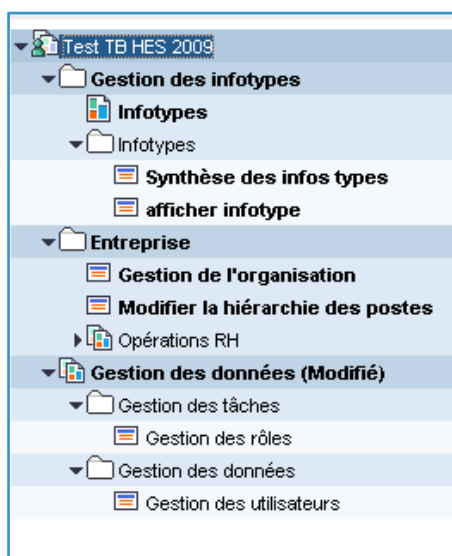 Test TB HES 2009
Gestion des infotypes
Infotypes
Infotypes
Synthèse des infos types
afficher infotype
Entreprise
Gestion de l'organisation
Modifier la hiérarchie des postes
Opérations RH
Gestion des données (Modifié)
Gestion des tâches
Gestion des rôles
Gestion des données
Gestion des utilisateurs